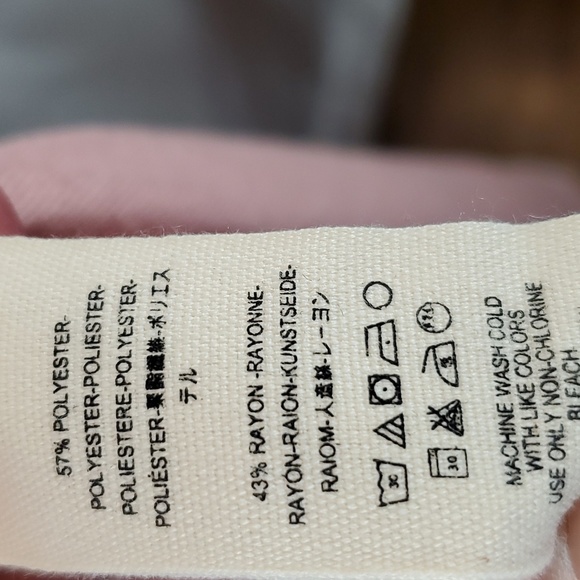 57% POLYESTER-
POLYESTER-POLIESTER-
POLIESTERE-POLYESTER-
POLIÉSTER-聚酯纖維-ポリエス
テル
43% RAYON -RAYONNE-
RAYON-RAION-KUNSTSEIDE-
RAIOM-人造絲-レーヨン
30
30
MACHINE WASH COLD
WITH LIKE COLORS
USE ONLY NON-CHLORINE
BLEACH